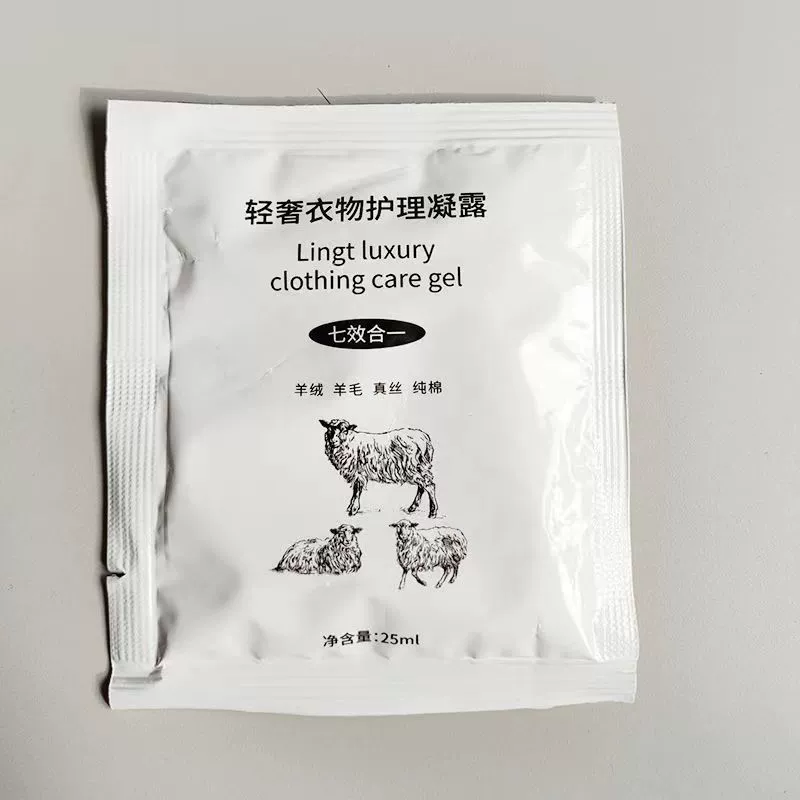 轻奢衣物护理凝露
Lingt luxury
clothing care gel
七效合一
羊绒 羊毛 真丝 纯棉
净含量:25ml